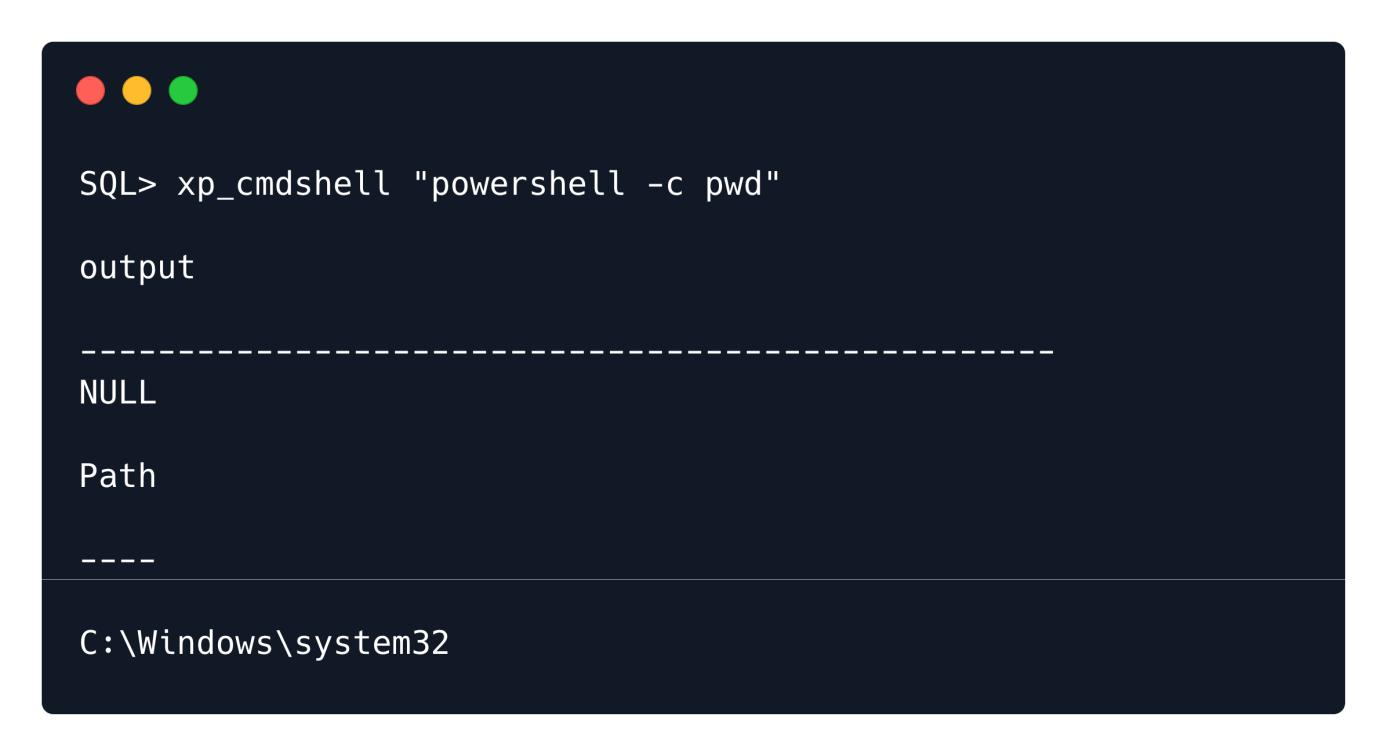 SQL> xp_cmdshell "powershell -c pwd"
output
--------------------------------------------------
NULL
Path
----
C:\Windows\system32